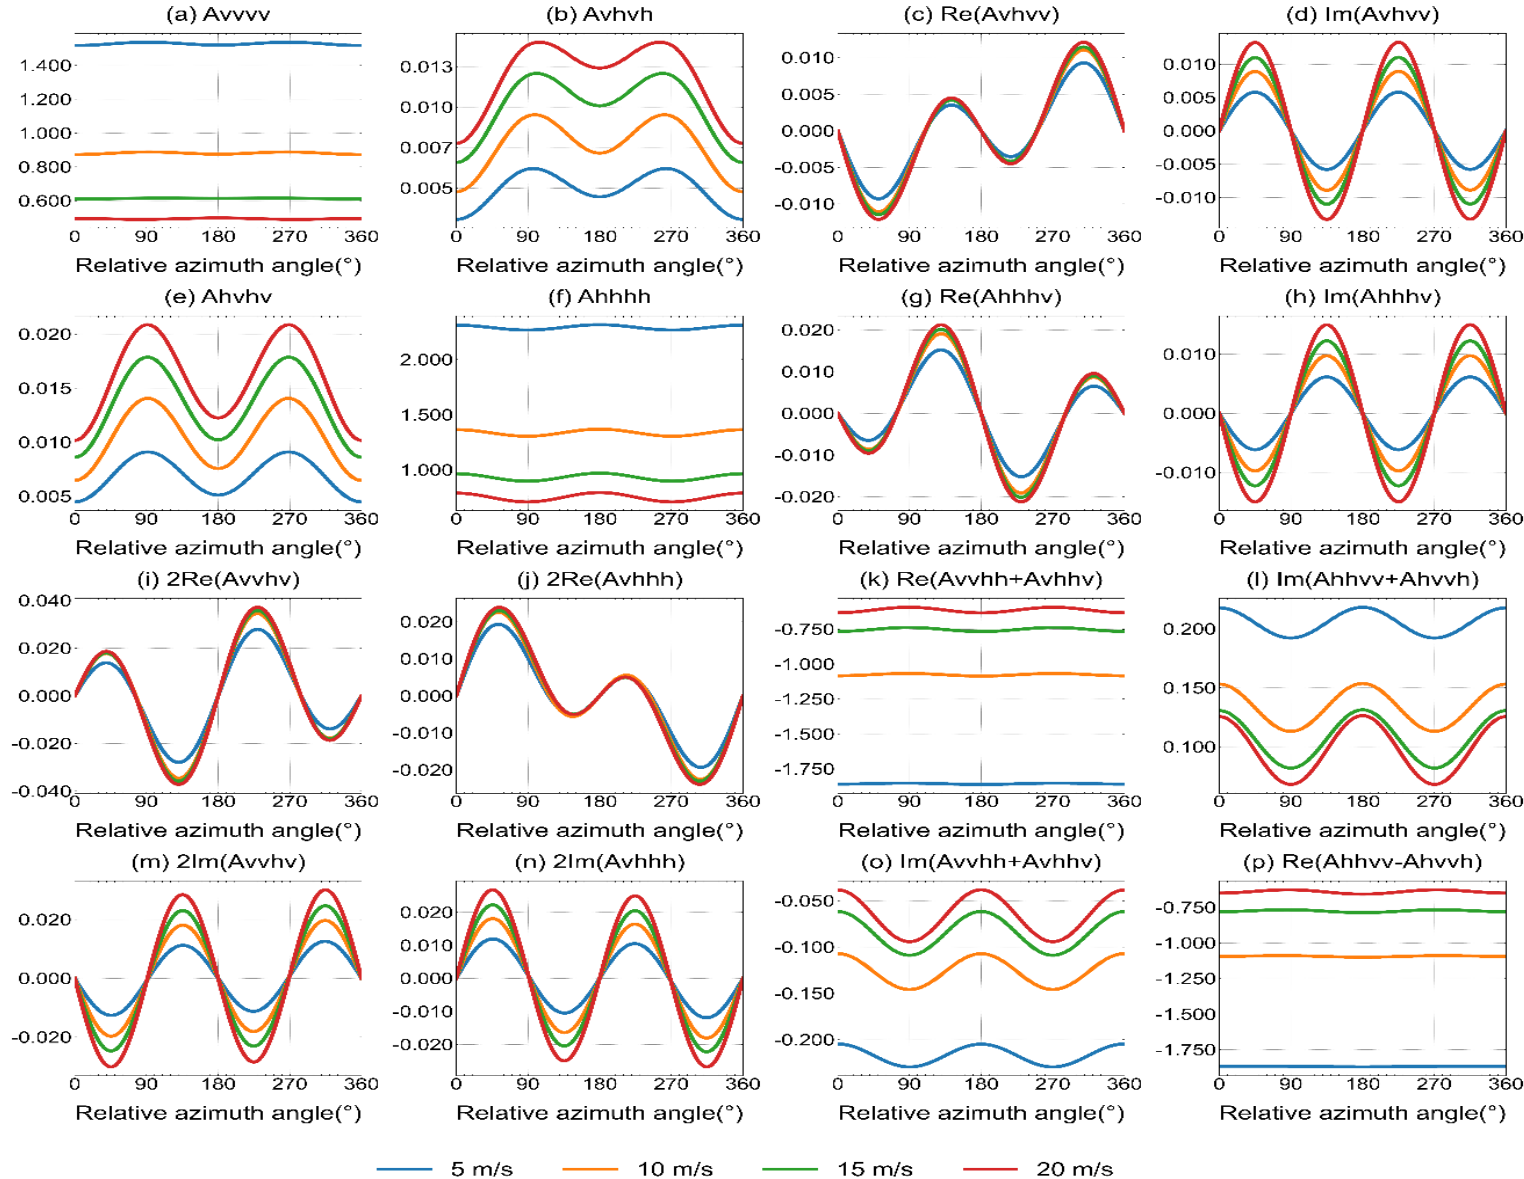 (a) Avvvv
(b) Avhvh
(c) Re(Avhvv)
(d) Im(Avhvv)
1.400
1.200
1.000
0.800
0.600
0 90 180 270 360
Relative azimuth angle(°)
0.013
0.010
0.007
0.005
0 90 180 270 360
Relative azimuth angle(°)
0.010
0.005
0.000
-0.005
-0.010
0 90 180 270 360
Relative azimuth angle(°)
0.010
0.005
0.000
-0.005
-0.010
0 90 180 270 360
Relative azimuth angle(°)
(e) Ahvhv
(f) Ahhhh
(g) Re(Ahhhv)
(h) Im(Ahhhv)
0.020
0.015
0.010
0.005
0 90 180 270 360
Relative azimuth angle(°)
2.000
1.500
1.000
0 90 180 270 360
Relative azimuth angle(°)
0.020
0.010
0.000
-0.010
-0.020
0 90 180 270 360
Relative azimuth angle(°)
0.010
0.000
-0.010
0 90 180 270 360
Relative azimuth angle(°)
(i) 2Re(Avvhv)
(j) 2Re(Avhhh)
(k) Re(Avvhh+Avhhv)
(l) Im(Ahhvv+Ahvvh)
0.040
0.020
0.000
-0.020
-0.040
0 90 180 270 360
Relative azimuth angle(°)
0.020
0.010
0.000
-0.010
-0.020
0 90 180 270 360
Relative azimuth angle(°)
-0.750
-1.000
-1.250
-1.500
-1.750
0 90 180 270 360
Relative azimuth angle(°)
0.200
0.150
0.100
0 90 180 270 360
Relative azimuth angle(°)
(m) 2Im(Avvhv)
(n) 2Im(Avhhh)
(o) Im(Avvhh+Avhhv)
(p) Re(Ahhvv-Ahvvh)
0.020
0.000
-0.020
0 90 180 270 360
Relative azimuth angle(°)
0.020
0.010
0.000
-0.010
-0.020
0 90 180 270 360
Relative azimuth angle(°)
-0.050
-0.100
-0.150
-0.200
0 90 180 270 360
Relative azimuth angle(°)
-0.750
-1.000
-1.250
-1.500
-1.750
0 90 180 270 360
Relative azimuth angle(°)
5 m/s 10 m/s 15 m/s 20 m/s